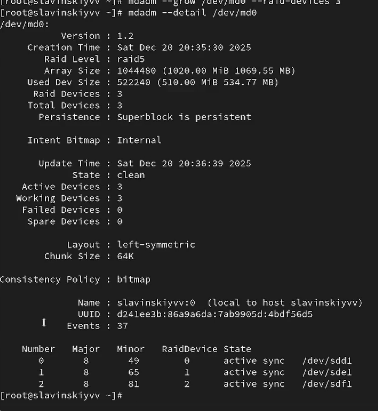 [root@slavinskiyvv ~]# mdadm --grow /dev/md0 --raid-devices 3
[root@slavinskiyvv ~]# mdadm --detail /dev/md0
/dev/md0:
Version : 1.2
Creation Time : Sat Dec 20 20:35:30 2025
Raid Level : raid5
Array Size : 1044480 (1020.00 MiB 1069.55 MB)
Used Dev Size : 522240 (510.00 MiB 534.77 MB)
Raid Devices : 3
Total Devices : 3
Persistence : Superblock is persistent
Intent Bitmap : Internal
Update Time : Sat Dec 20 20:36:39 2025
State : clean
Active Devices : 3
Working Devices : 3
Failed Devices : 0
Spare Devices : 0
Layout : left-symmetric
Chunk Size : 64K
Consistency Policy : bitmap
Name : slavinskiyvv:0 (local to host slavinskiyvv)
UUID : d241ee3b:86a9a6da:7ab9905d:4bdf56d5
Events : 37
Number Major Minor RaidDevice State
0 8 49 0 active sync /dev/sdd1
1 8 65 1 active sync /dev/sde1
2 8 81 2 active sync /dev/sdf1
[root@slavinskiyvv ~]#